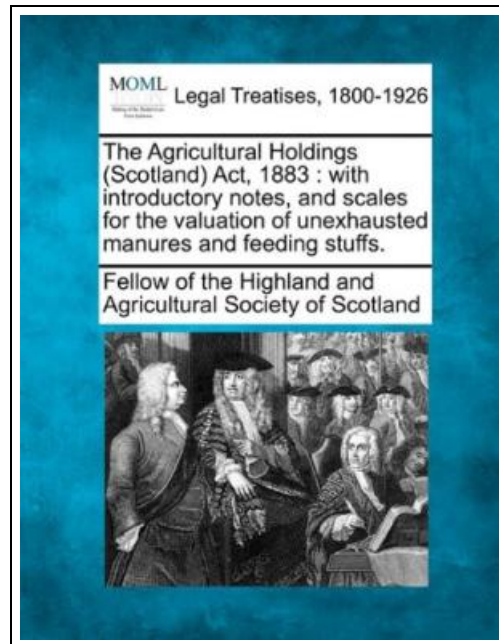 MOML
Legal Treatises, 1800-1926
The Agricultural Holdings
(Scotland) Act, 1883 : with
introductory notes, and scales
for the valuation of unexhausted
manures and feeding stuffs.
Fellow of the Highland and
Agricultural Society of Scotland